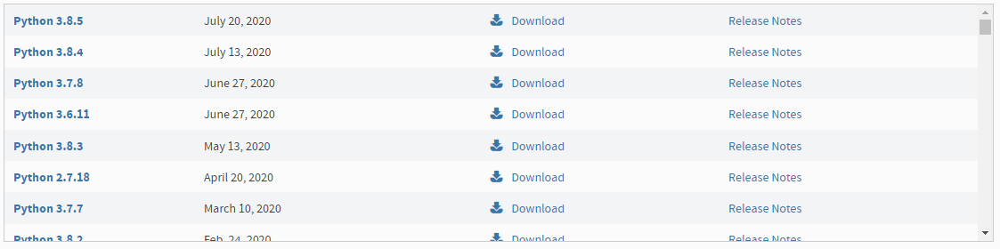 Python 3.8.5 July 20, 2020 Download Release Notes
Python 3.8.4 July 13, 2020 Download Release Notes
Python 3.7.8 June 27, 2020 Download Release Notes
Python 3.6.11 June 27, 2020 Download Release Notes
Python 3.8.3 May 13, 2020 Download Release Notes
Python 2.7.18 April 20, 2020 Download Release Notes
Python 3.7.7 March 10, 2020 Download Release Notes
Python 3.8.2 Feb. 24, 2020 Download Release Notes